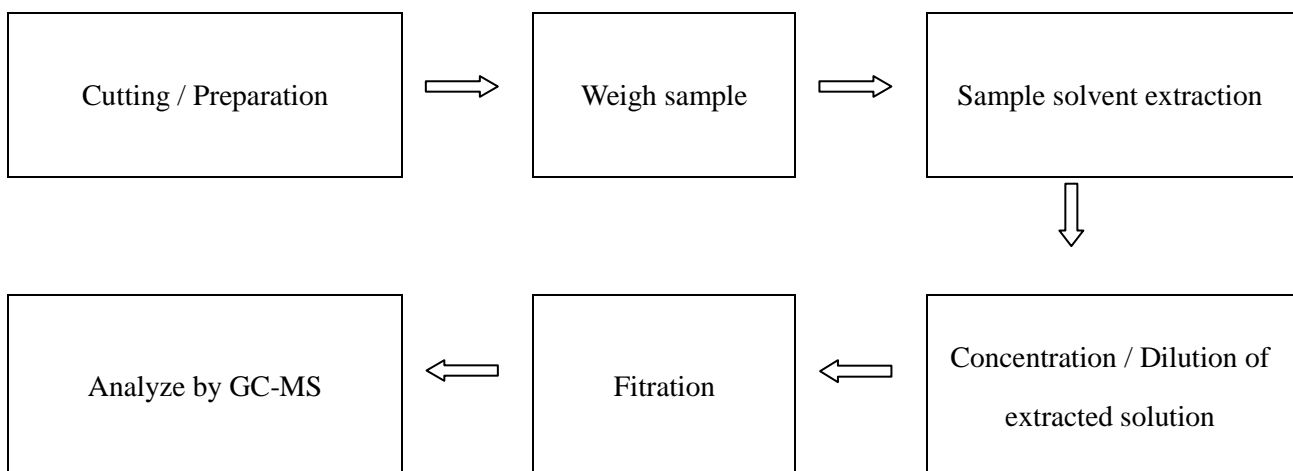 Cutting / Preparation
Weigh sample
Sample solvent extraction
Concentration / Dilution of
extracted solution
Fitration
Analyze by GC-MS